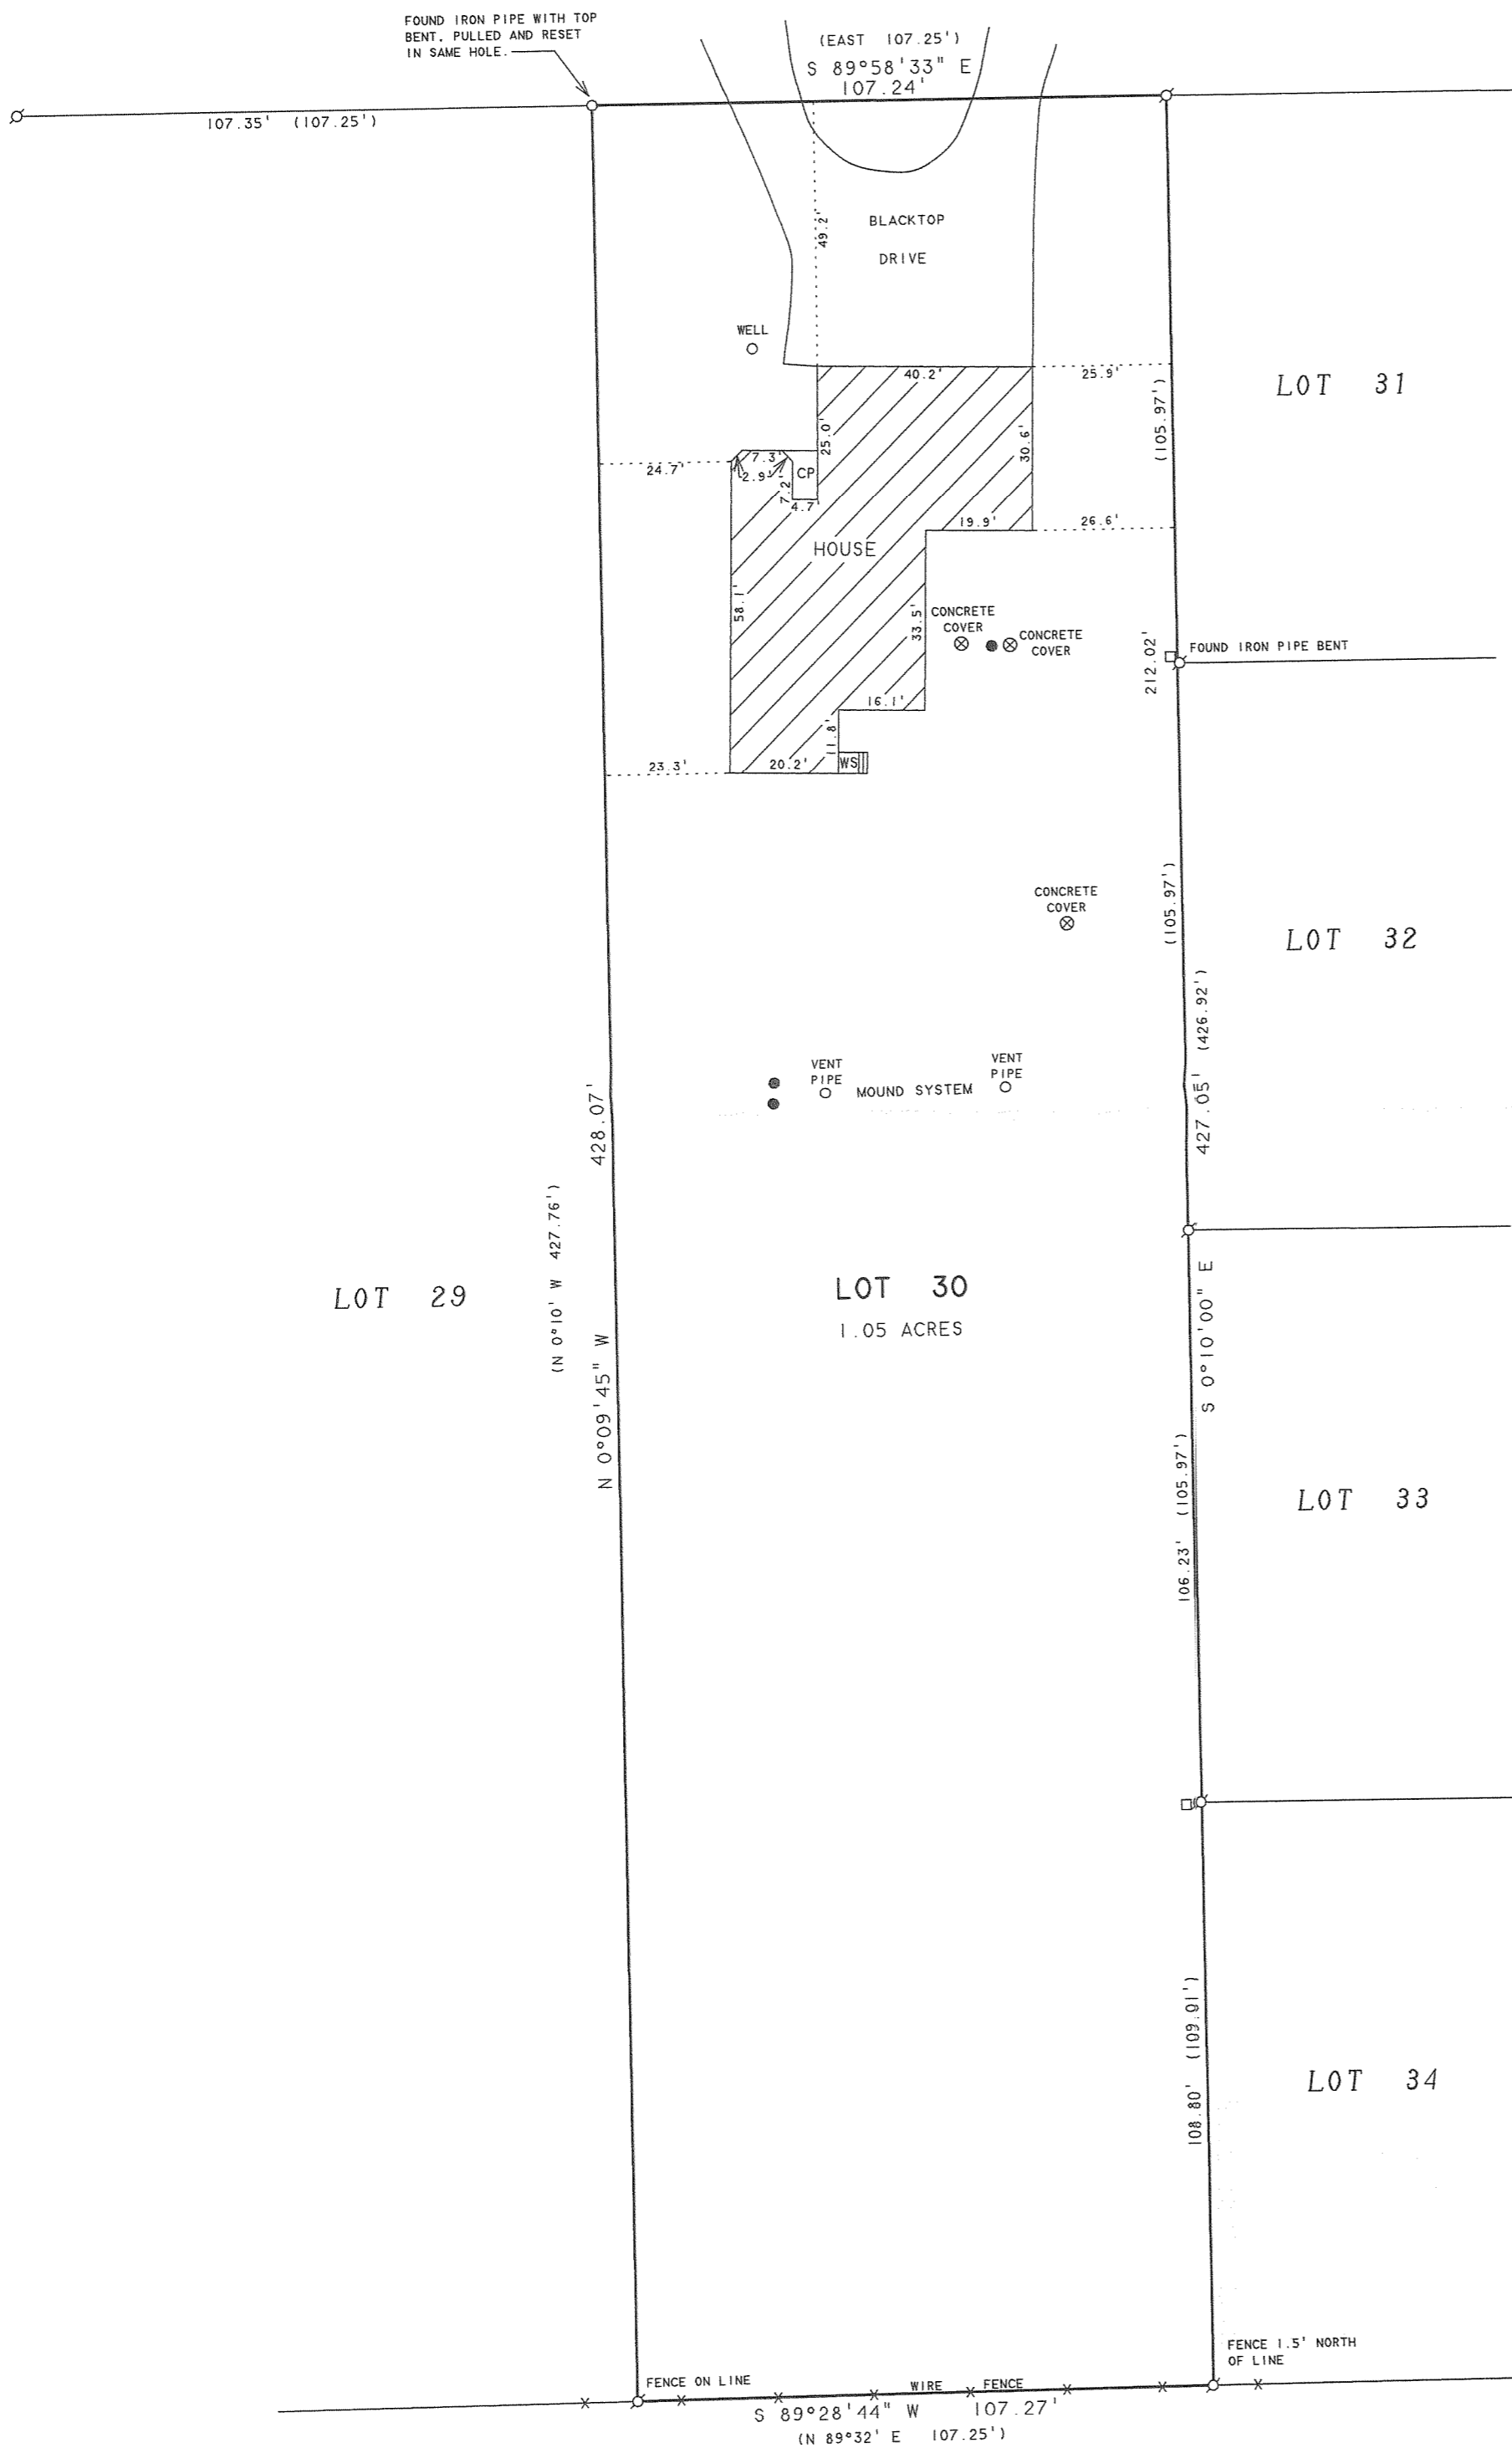 FOUND IRON PIPE WITH TOP
BENT. PULLED AND RESET
IN SAME HOLE.
(EAST 107.25')
S 89°58'33" E
107.24'
107.35' (107.25')
49.2'
BLACKTOP
DRIVE
WELL
40.2'
25.9'
LOT 31
(105.97')
25.0'
30.6'
7.3'
24.7'
2.9'
CP
7.2'
4.7'
19.9'
26.6'
HOUSE
58.1'
33.5'
CONCRETE
COVER
CONCRETE
COVER
212.02'
FOUND IRON PIPE BENT
16.1'
11.8'
WS
23.3'
20.2'
(105.97')
CONCRETE
COVER
LOT 32
(426.92')
427.05'
VENT
PIPE
VENT
PIPE
MOUND SYSTEM
428.07'
(N 0°10' W 427.76')
N 0°09'45" W
LOT 29
LOT 30
1.05 ACRES
S 0°10'00" E
106.23' (105.97')
LOT 33
108.80' (109.01')
LOT 34
FENCE 1.5' NORTH
OF LINE
FENCE ON LINE
WIRE FENCE
S 89°28'44" W 107.27'
(N 89°32' E 107.25')